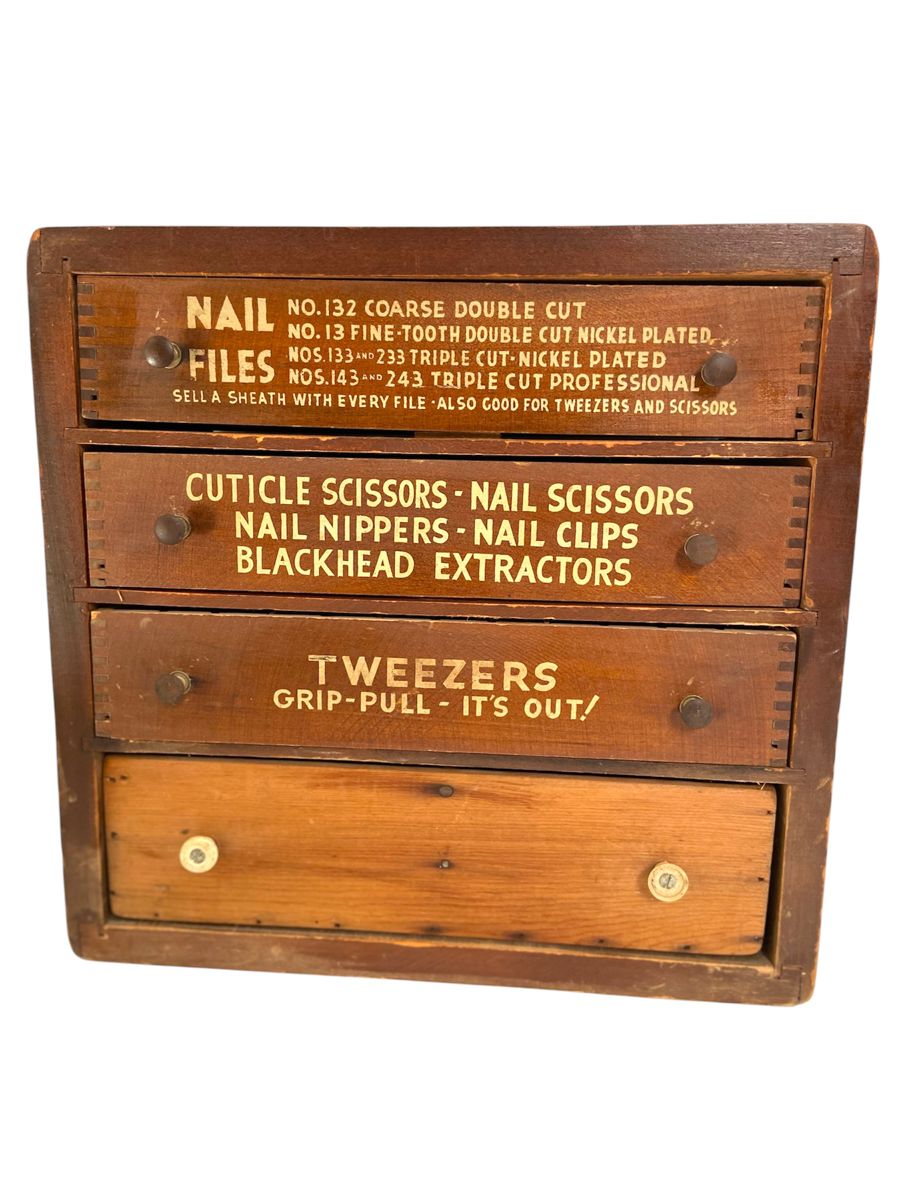 NAIL FILES
NO. 132 COARSE DOUBLE CUT
NO. 13 FINE-TOOTH DOUBLE CUT NICKEL PLATED
NOS. 133 AND 233 TRIPLE CUT-NICKEL PLATED
NOS. 143 AND 243 TRIPLE CUT PROFESSIONAL
SELL A SHEATH WITH EVERY FILE - ALSO GOOD FOR TWEEZERS AND SCISSORS
CUTICLE SCISSORS - NAIL SCISSORS
NAIL NIPPERS - NAIL CLIPS
BLACKHEAD EXTRACTORS
TWEEZERS
GRIP-PULL - IT'S OUT!